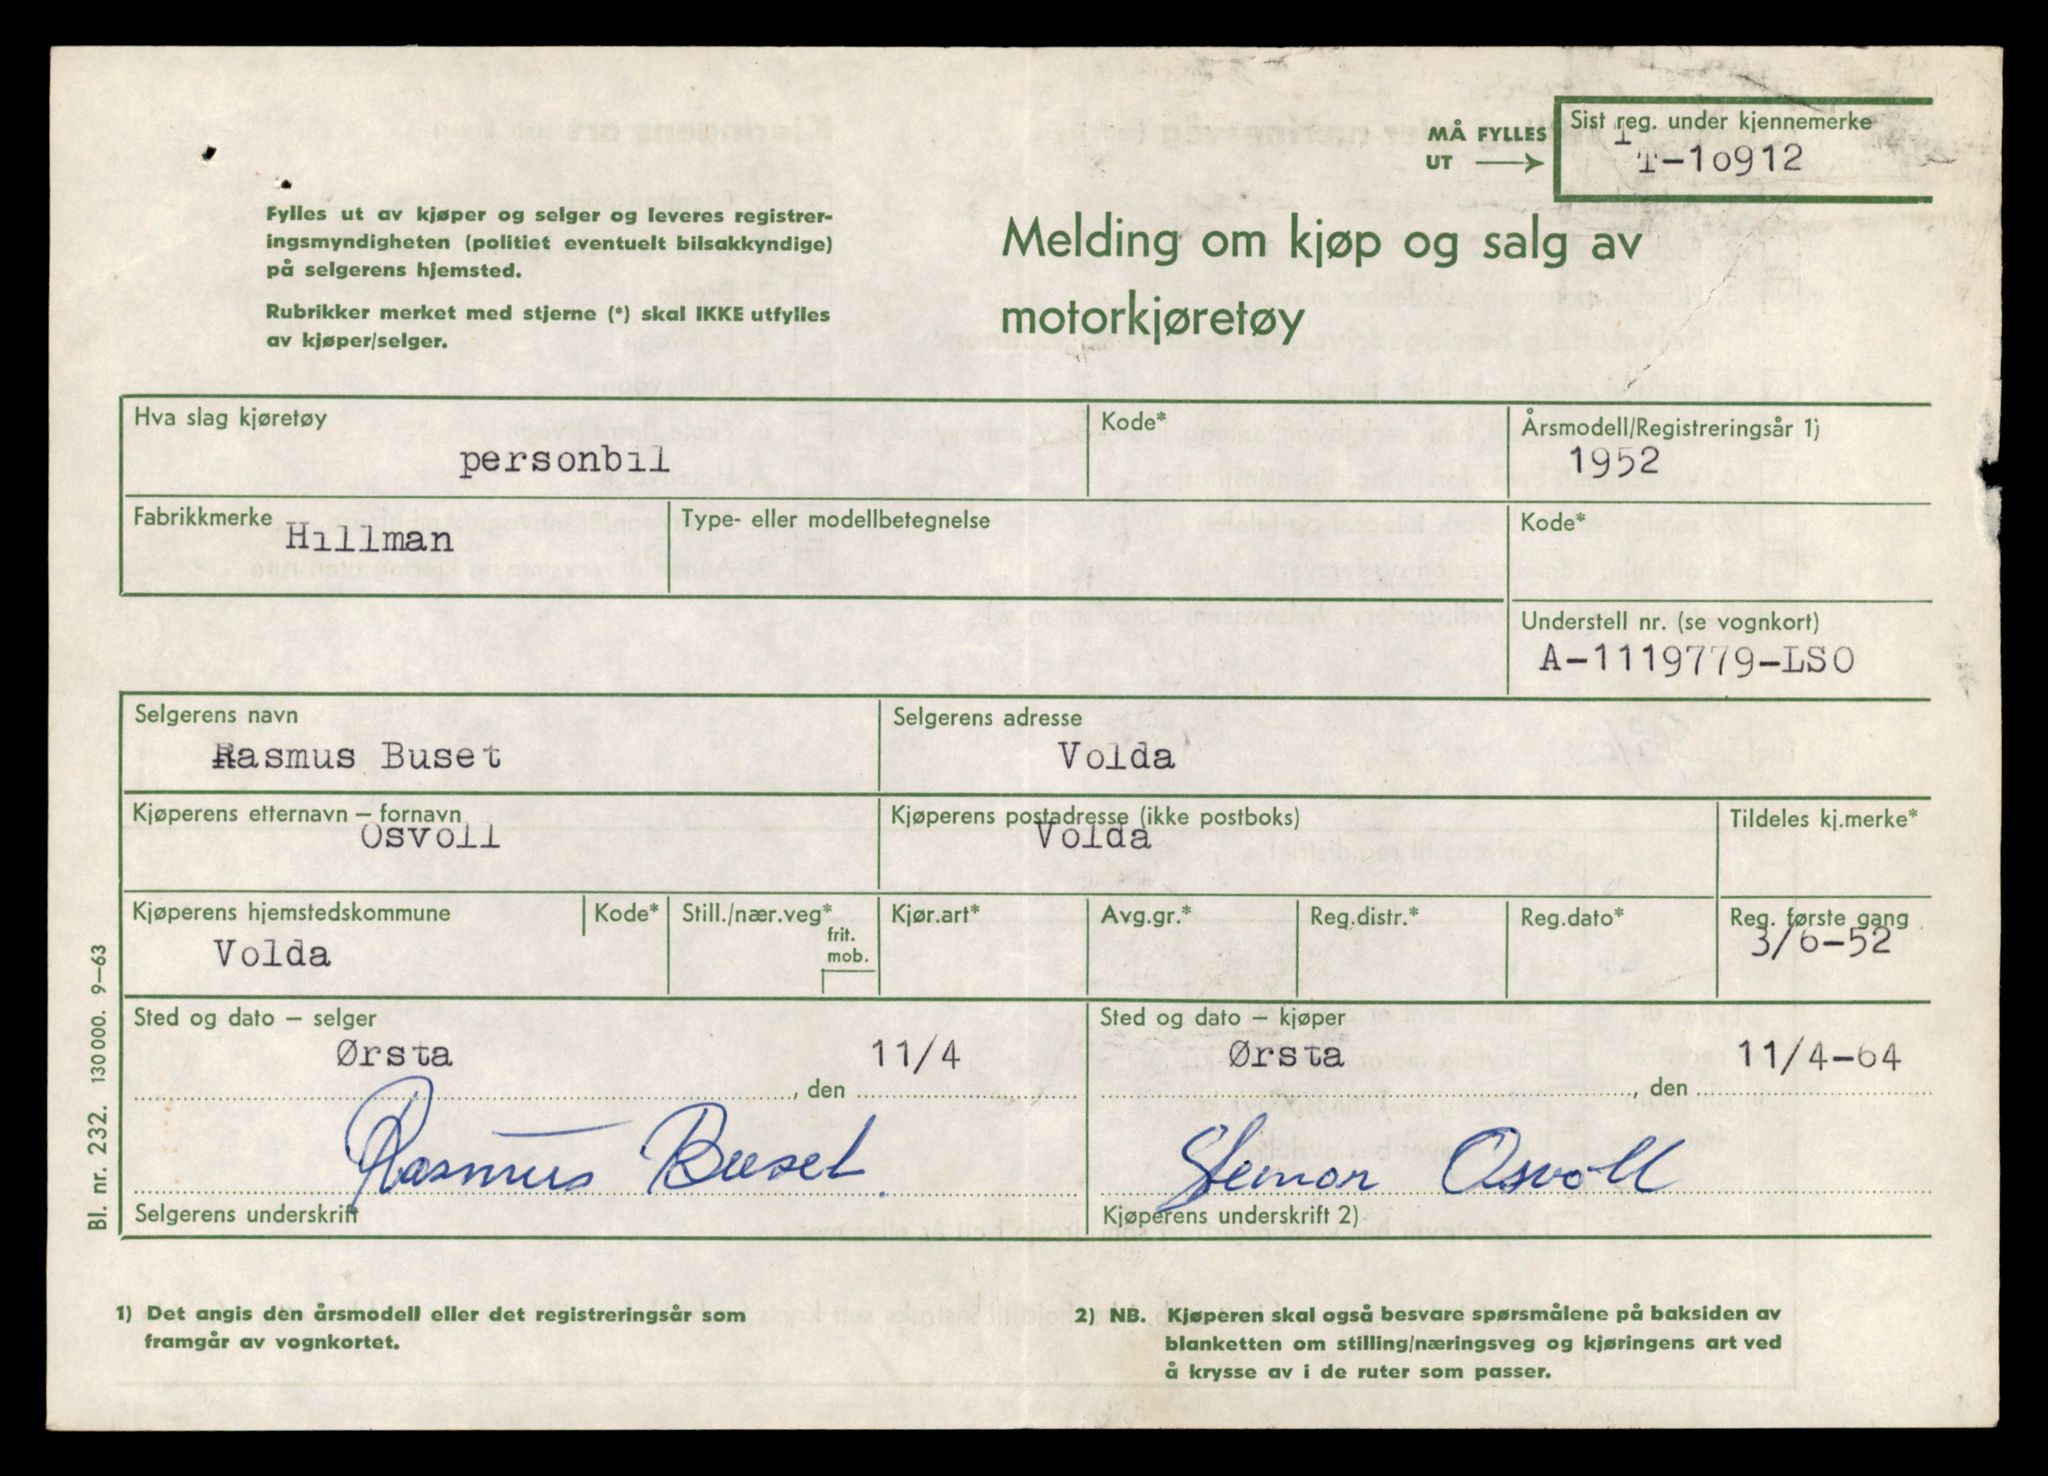 MÅ FYLLES
UT
Sist reg. under kjennemerke
T-10912
Fylles ut av kjøper og selger og leveres registrer-
ingsmyndigheten (politiet eventuelt bilsakkyndige)
på selgerens hjemsted.
Rubrikker merket med stjerne (*) skal IKKE utfylles
av kjøper/selger.
Melding om kjøp og salg av
motorkjøretøy
Hva slag kjøretøy
personbil
Kode*
Årsmodell/Registreringsår 1)
1952
Fabrikkmerke
Hillman
Type- eller modellbetegnelse
Kode*
Understell nr. (se vognkort)
A-1119779-LSO
Selgerens navn
Rasmus Buset
Selgerens adresse
Volda
Kjøperens etternavn – fornavn
Osvoll
Kjøperens postadresse (ikke postboks)
Volda
Tildeles kj.merke*
Kjøperens hjemstedskommune
Volda
Kode*
Still./nær.veg*
frit.
mob.
Kjør.art*
Avg.gr.*
Reg.distr.*
Reg.dato*
Reg. første gang
3/6-52
Sted og dato – selger
Ørsta , den 11/4
Rasmus Buset.
Selgerens underskrift
Sted og dato – kjøper
Ørsta , den 11/4-64
Osvoll
Kjøperens underskrift 2)
Bl. nr. 232. 130 000. 9–63
1) Det angis den årsmodell eller det registreringsår som
framgår av vognkortet.
2) NB. Kjøperen skal også besvare spørsmålene på baksiden av
blanketten om stilling/næringsveg og kjøringens art ved
å krysse av i de ruter som passer.